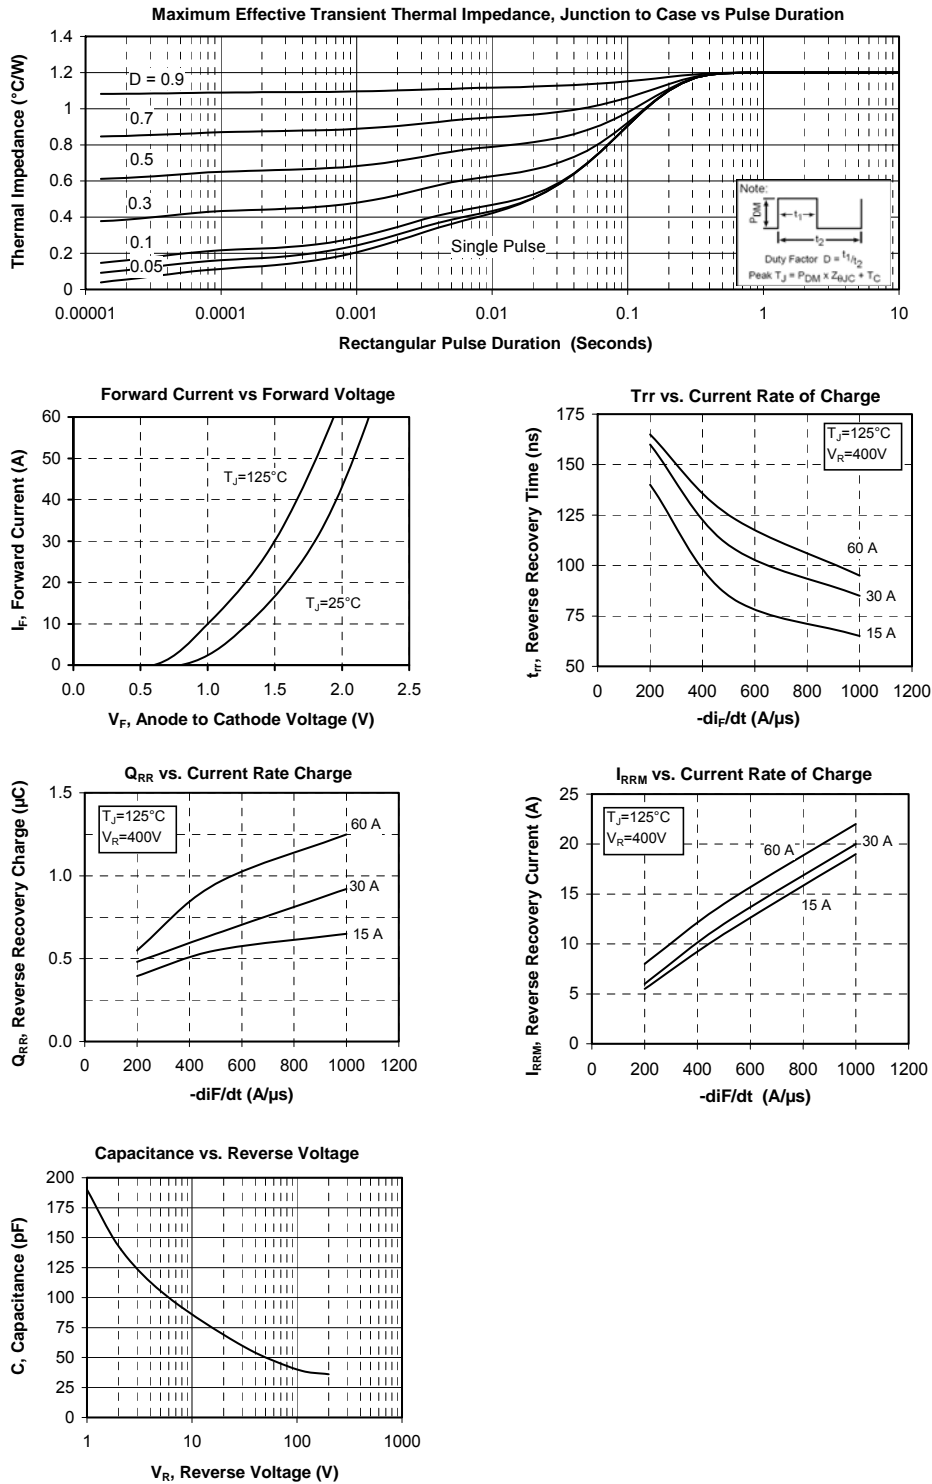 Maximum Effective Transient Thermal Impedance, Junction to Case vs Pulse Duration
Thermal Impedance (°C/W)
1.4
1.2
1
0.8
0.6
0.4
0.2
0
D = 0.9
0.7
0.5
0.3
0.1
0.05
Single Pulse
Note:
PDM
t1
t2
Duty Factor D = t1/t2
Peak TJ = PDM x ZθJC + TC
0.00001 0.0001 0.001 0.01 0.1 1 10
Rectangular Pulse Duration (Seconds)
Forward Current vs Forward Voltage
IF, Forward Current (A)
60
50
40
30
20
10
0
TJ=125°C
TJ=25°C
0.0 0.5 1.0 1.5 2.0 2.5
VF, Anode to Cathode Voltage (V)
Trr vs. Current Rate of Charge
trr, Reverse Recovery Time (ns)
175
150
125
100
75
50
TJ=125°C
VR=400V
60 A
30 A
15 A
0 200 400 600 800 1000 1200
-diF/dt (A/µs)
QRR vs. Current Rate Charge
QRR, Reverse Recovery Charge (µC)
1.5
1.0
0.5
0.0
TJ=125°C
VR=400V
60 A
30 A
15 A
0 200 400 600 800 1000 1200
-diF/dt (A/µs)
IRRM vs. Current Rate of Charge
IRRM, Reverse Recovery Current (A)
25
20
15
10
5
0
TJ=125°C
VR=400V
60 A
30 A
15 A
0 200 400 600 800 1000 1200
-diF/dt (A/µs)
Capacitance vs. Reverse Voltage
C, Capacitance (pF)
200
175
150
125
100
75
50
25
0
1 10 100 1000
VR, Reverse Voltage (V)